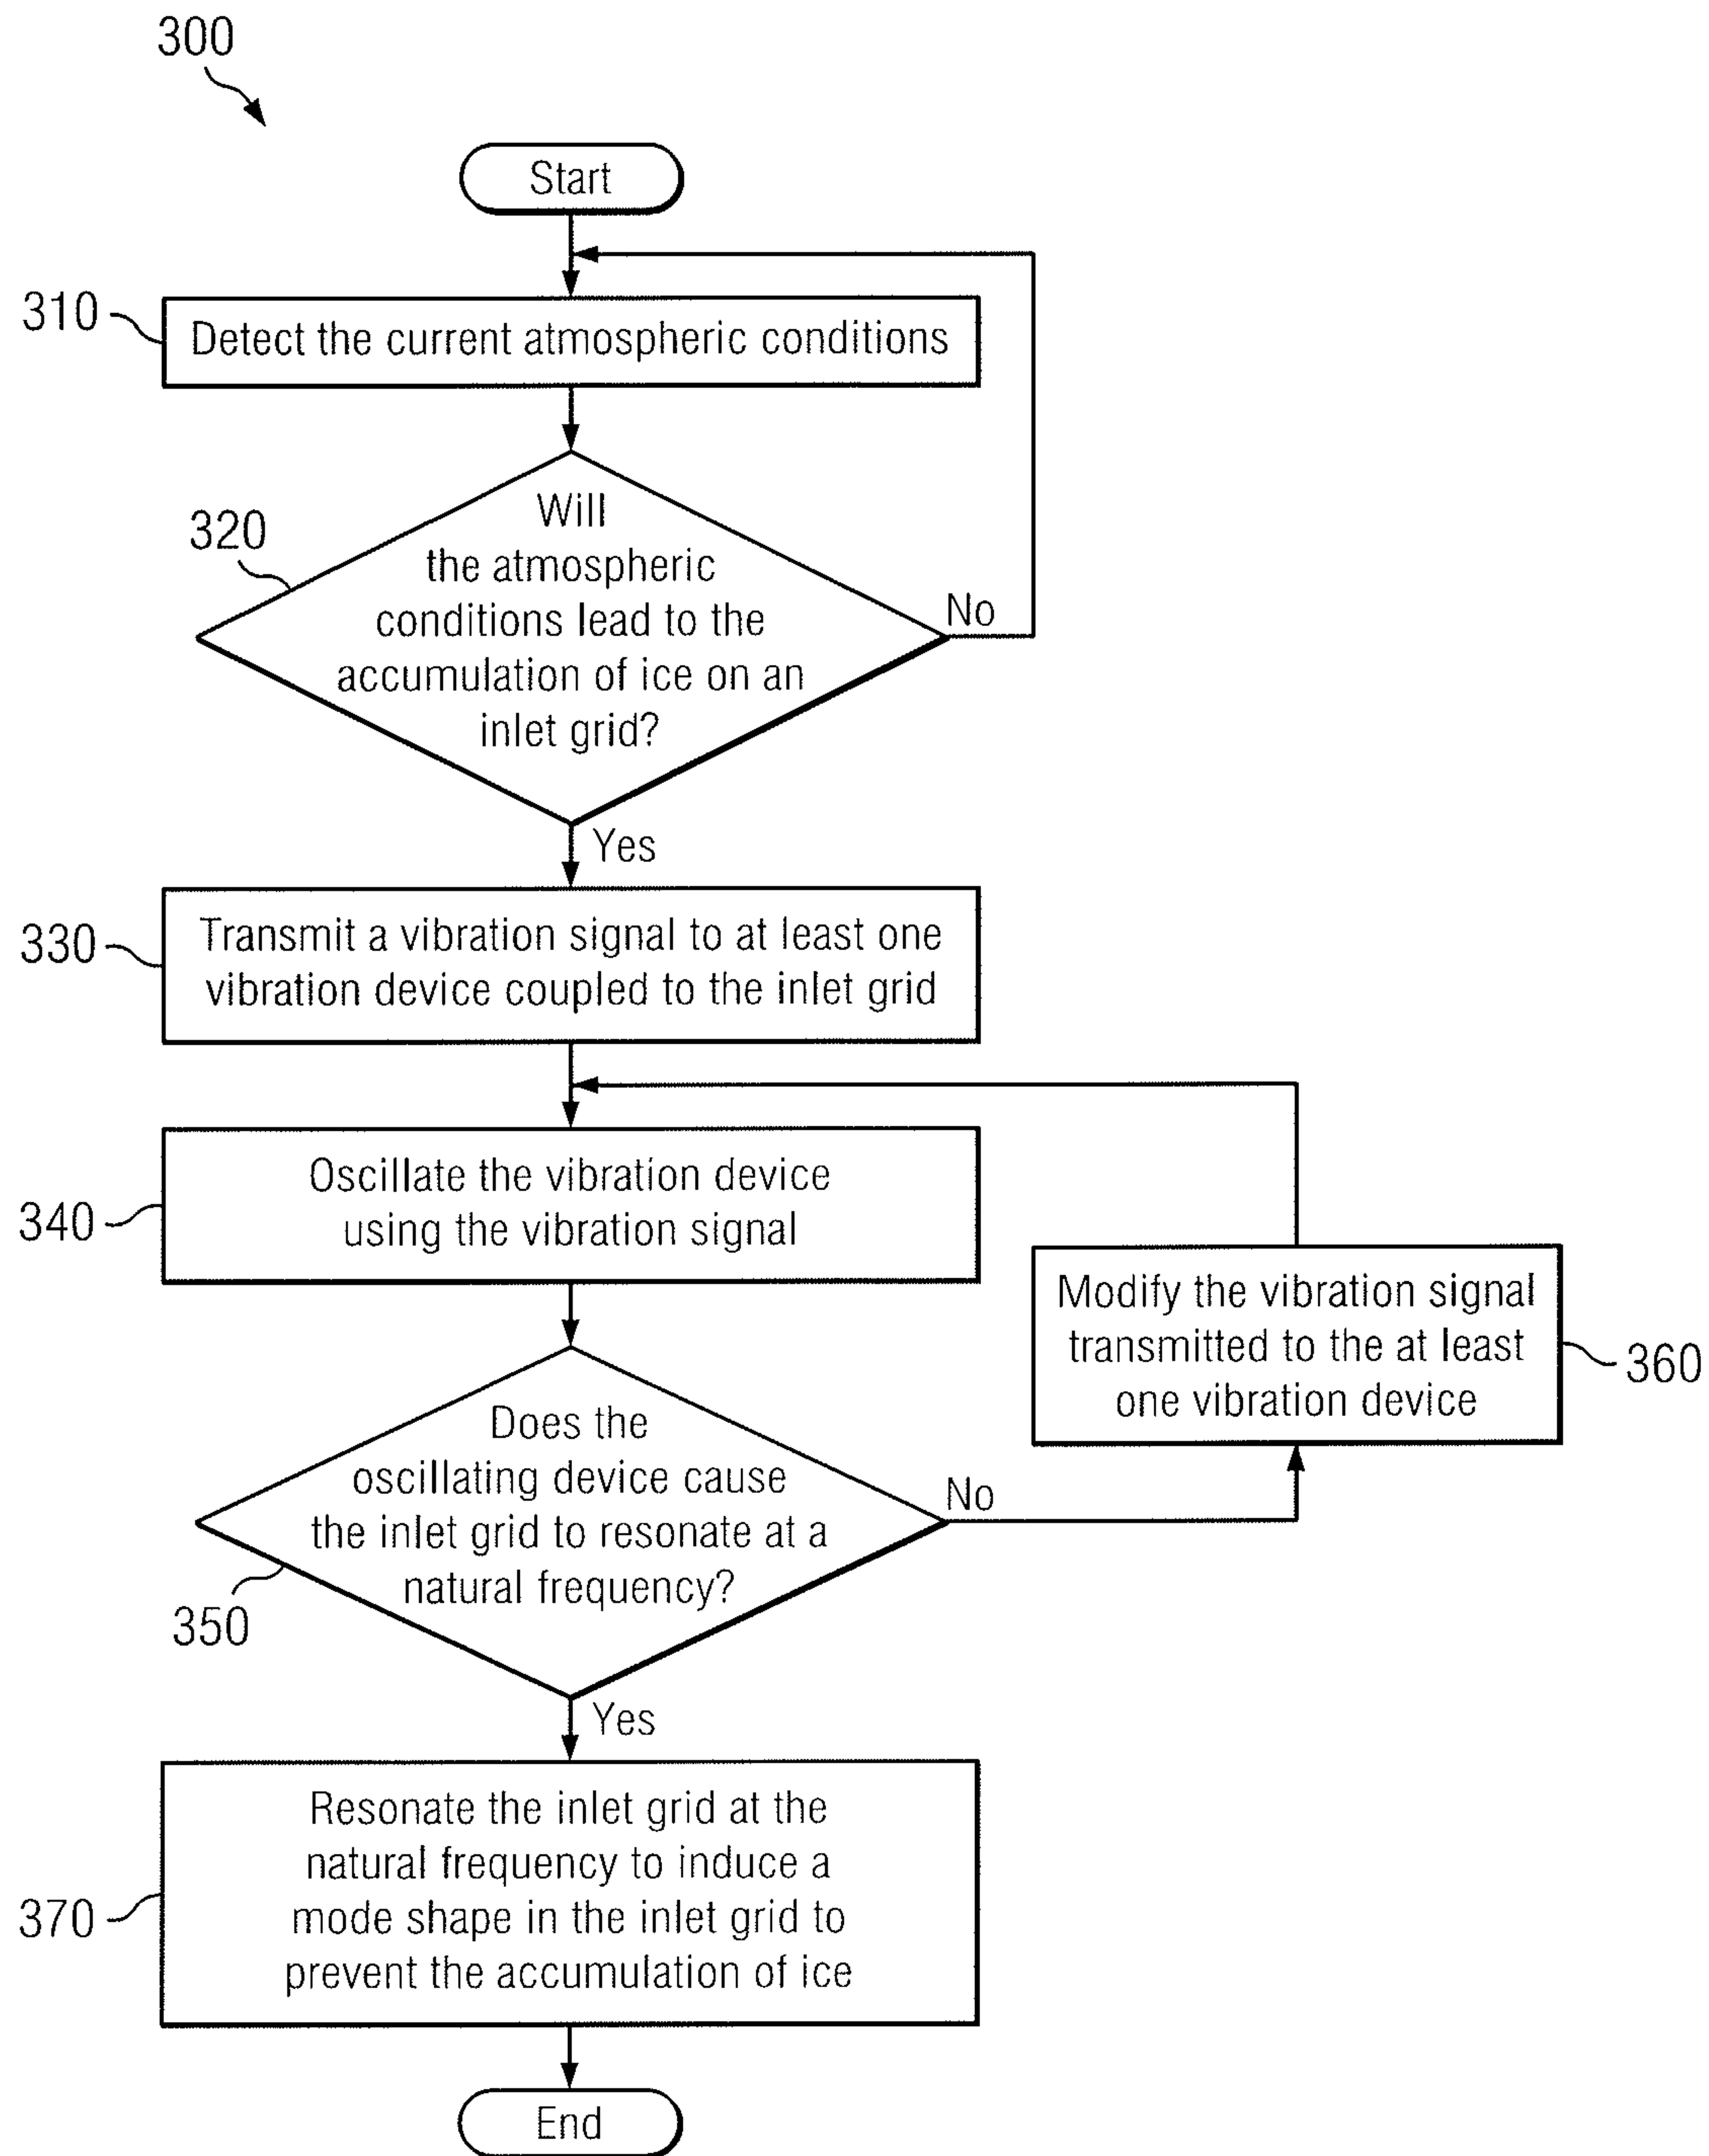 300
Start
310
Detect the current atmospheric conditions
320
Will
the atmospheric
conditions lead to the
accumulation of ice on an
inlet grid?
No
Yes
330
Transmit a vibration signal to at least one
vibration device coupled to the inlet grid
340
Oscillate the vibration device
using the vibration signal
Modify the vibration signal
transmitted to the at least
one vibration device
360
Does the
oscillating device cause
the inlet grid to resonate at a
natural frequency?
No
350
Yes
370
Resonate the inlet grid at the
natural frequency to induce a
mode shape in the inlet grid to
prevent the accumulation of ice
End